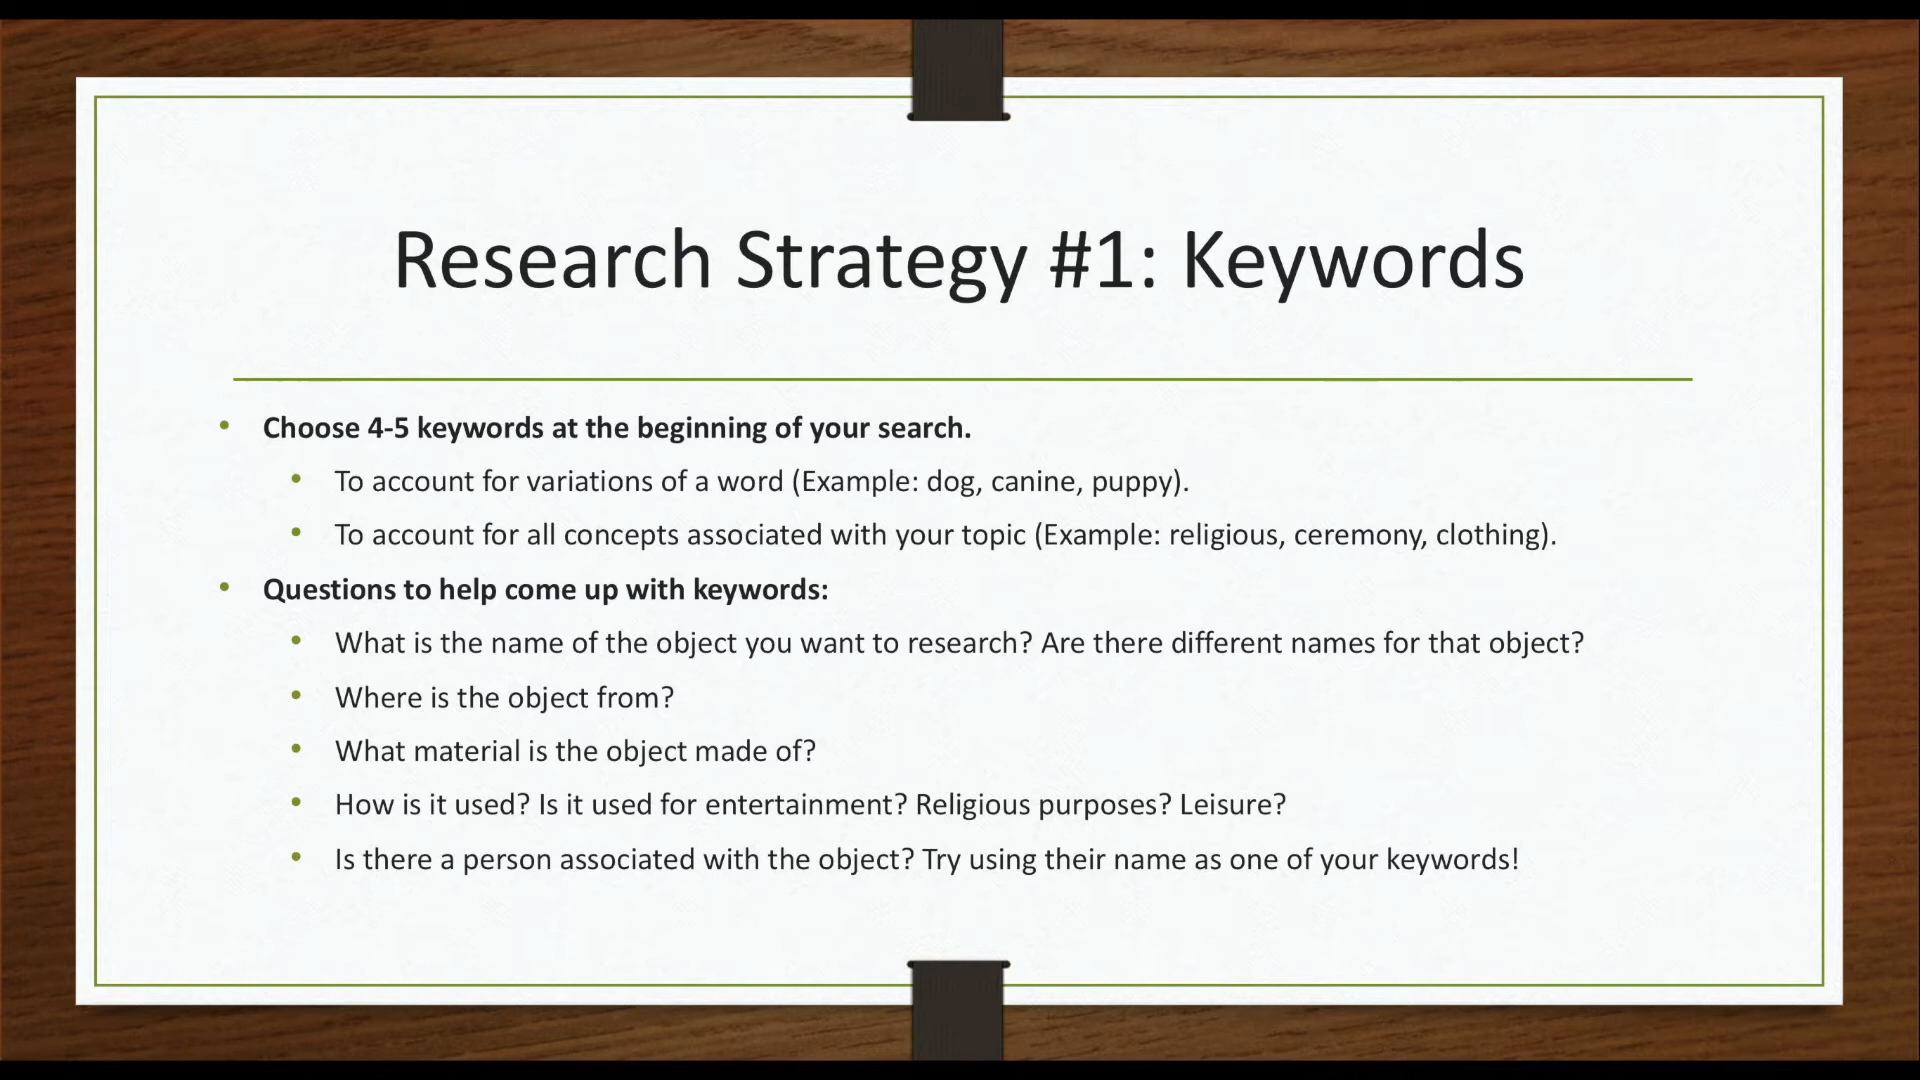 Research Strategy #1: Keywords
• Choose 4-5 keywords at the beginning of your search.
• To account for variations of a word (Example: dog, canine, puppy).
• To account for all concepts associated with your topic (Example: religious, ceremony, clothing).
• Questions to help come up with keywords:
• What is the name of the object you want to research? Are there different names for that object?
• Where is the object from?
• What material is the object made of?
• How is it used? Is it used for entertainment? Religious purposes? Leisure?
• Is there a person associated with the object? Try using their name as one of your keywords!